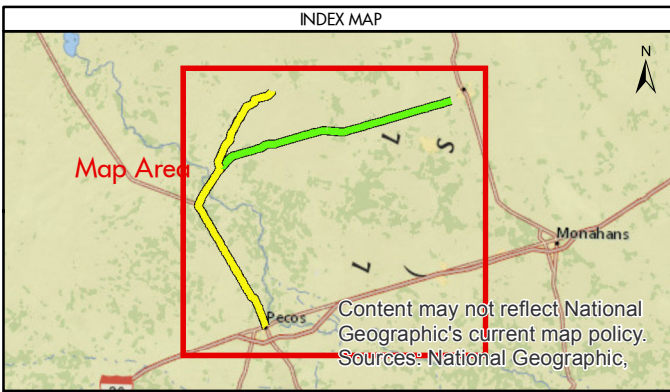 INDEX MAP
N
Map Area
S
L
L
(
Monahans
Pecos
Content may not reflect National
Geographic's current map policy.
Sources: National Geographic,